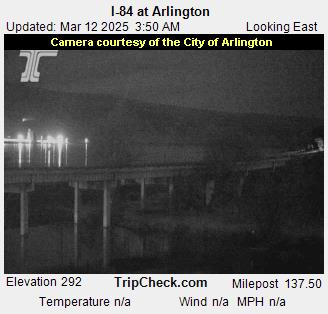 I-84 at Arlington
Updated: Mar 12 2025 3:50 AM Looking East
Camera courtesy of the City of Arlington
Elevation 292 TripCheck.com Milepost 137.50
Temperature n/a Wind n/a MPH n/a